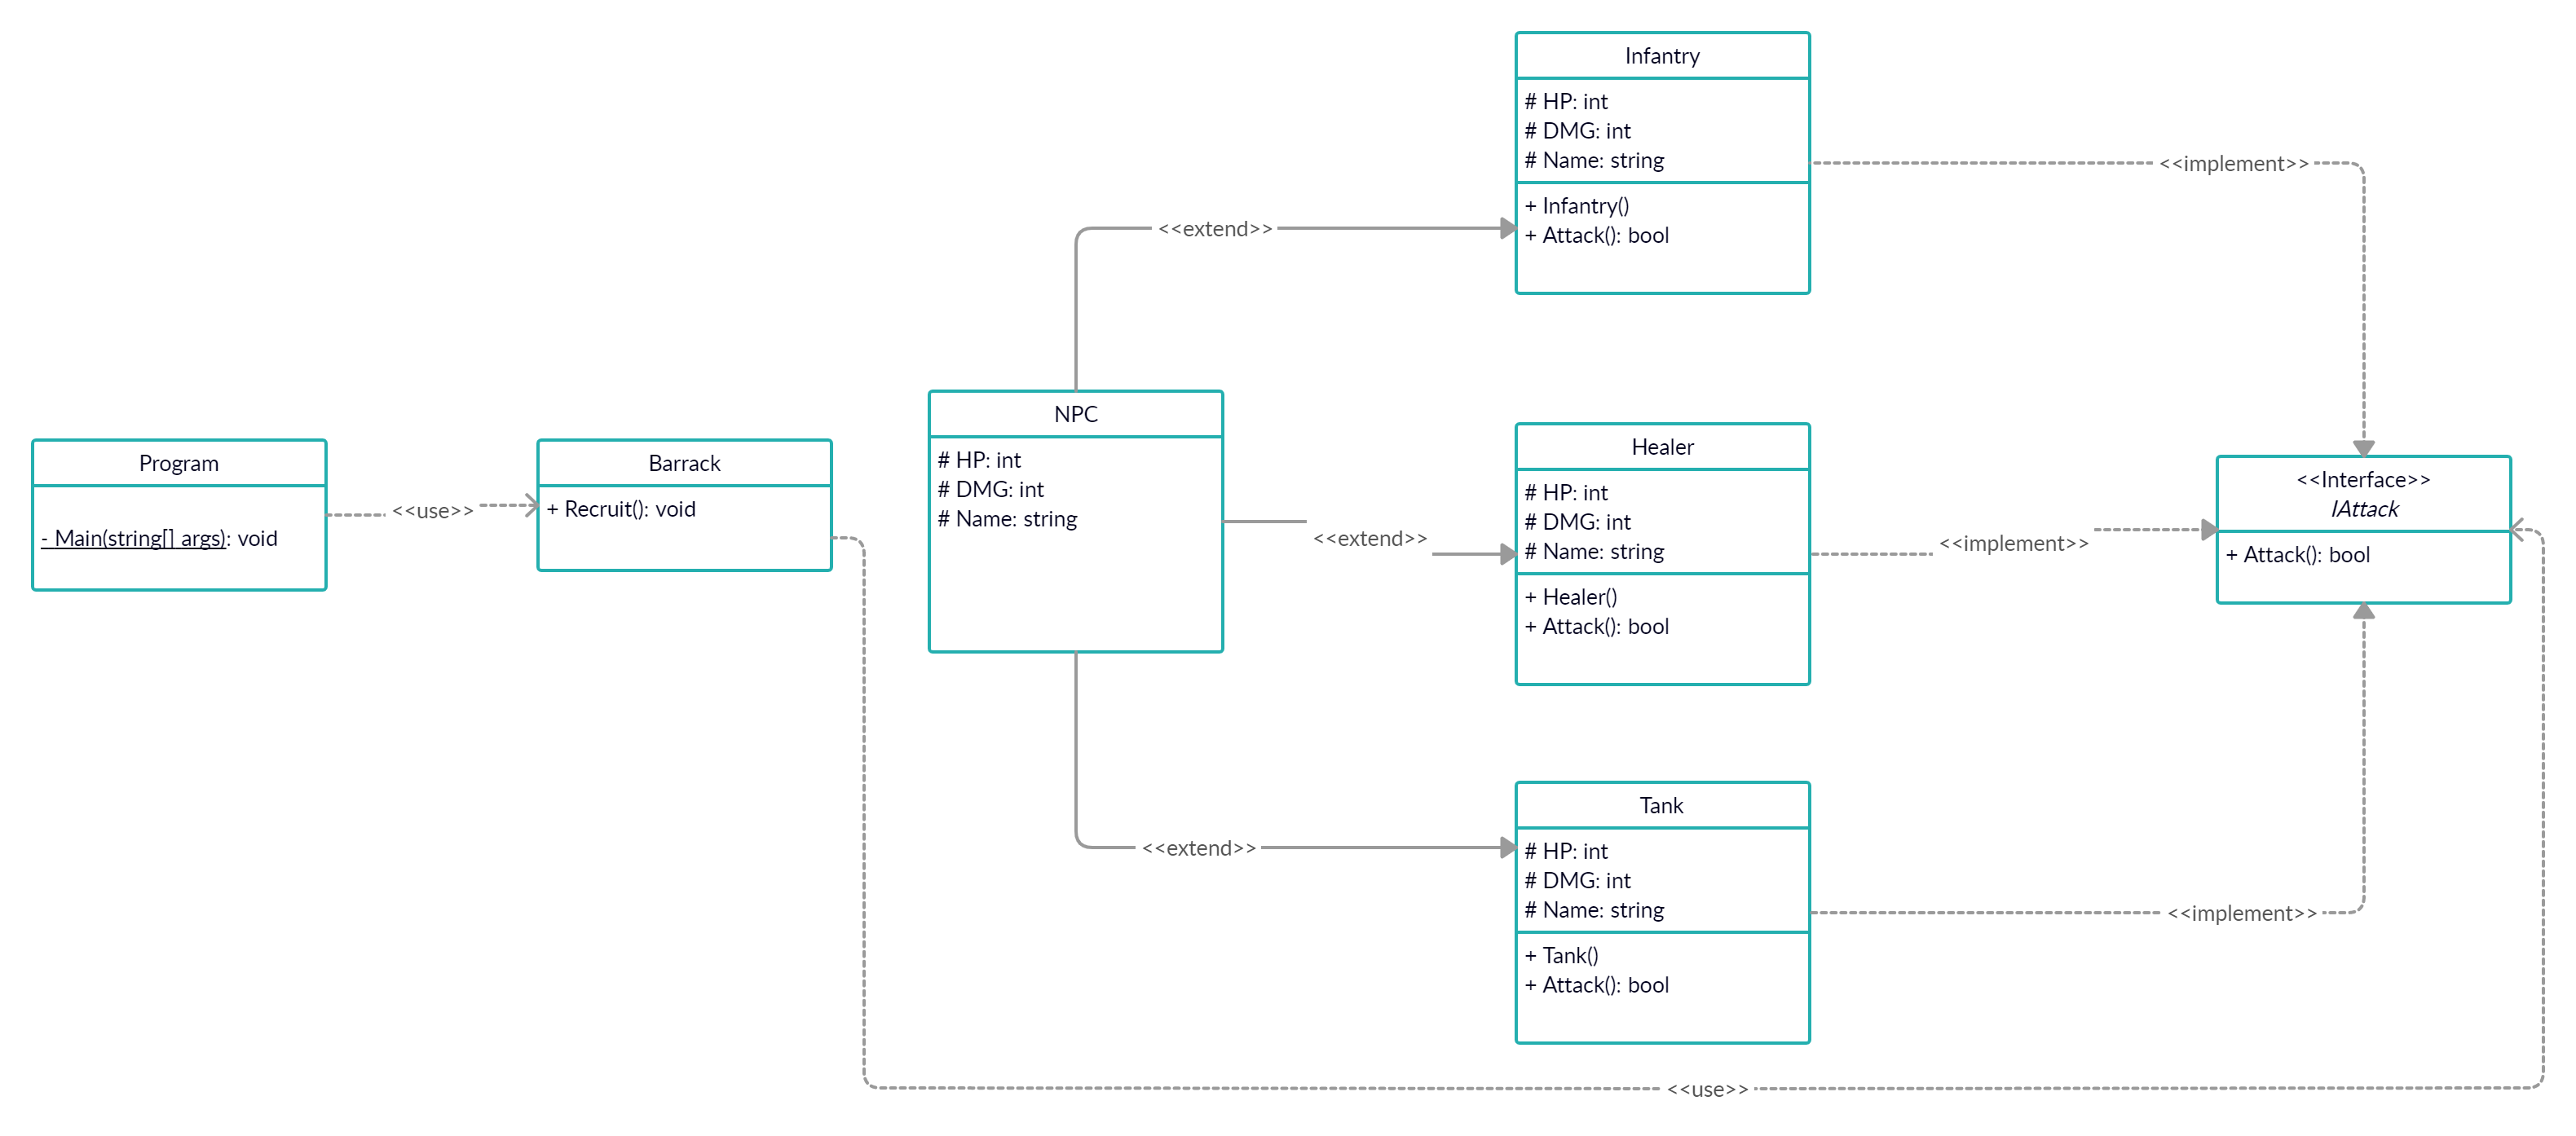 Program
- Main(string[] args): void
<<use>>
Barrack
+ Recruit(): void
NPC
# HP: int
# DMG: int
# Name: string
<<extend>>
<<extend>>
<<extend>>
Infantry
# HP: int
# DMG: int
# Name: string
+ Infantry()
+ Attack(): bool
Healer
# HP: int
# DMG: int
# Name: string
+ Healer()
+ Attack(): bool
Tank
# HP: int
# DMG: int
# Name: string
+ Tank()
+ Attack(): bool
<<implement>>
<<implement>>
<<implement>>
<<Interface>>
IAttack
+ Attack(): bool
<<use>>